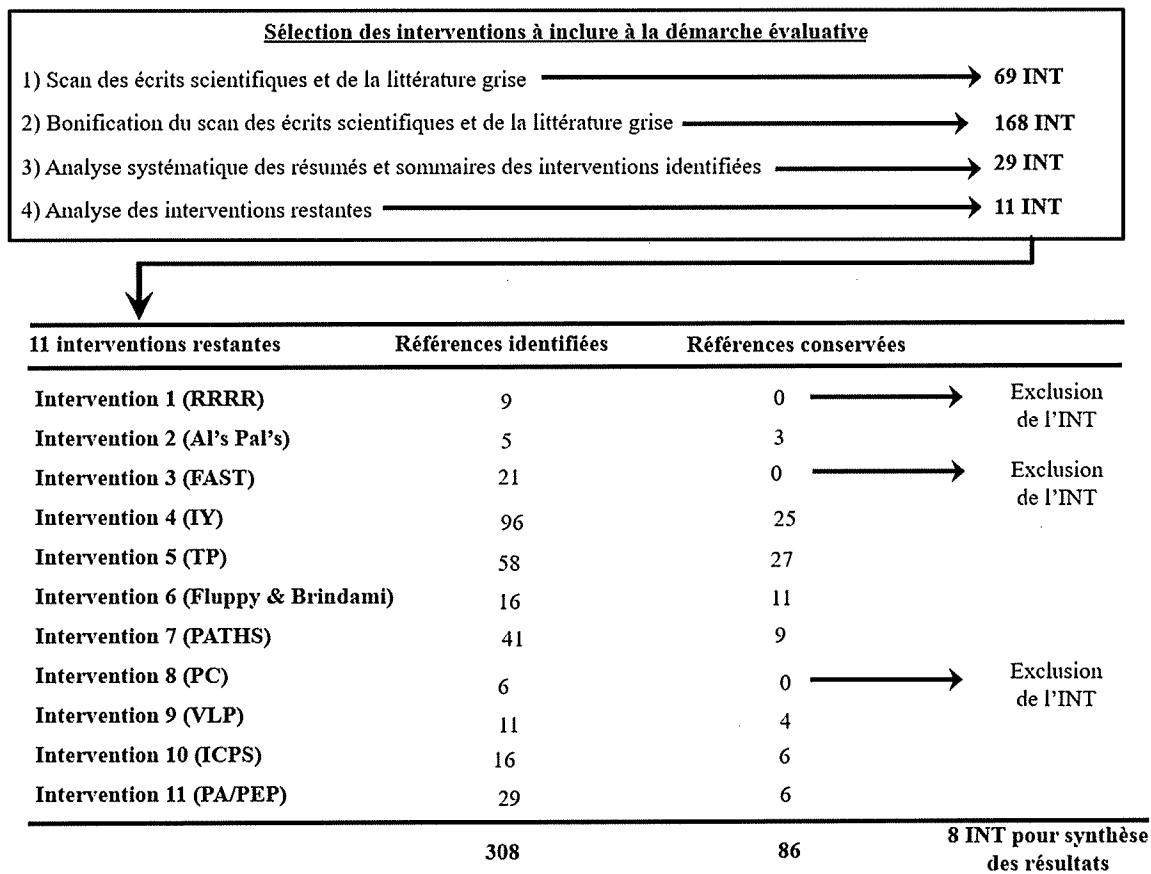 Sélection des interventions à inclure à la démarche évaluative
1) Scan des écrits scientifiques et de la littérature grise 69 INT
2) Bonification du scan des écrits scientifiques et de la littérature grise 168 INT
3) Analyse systématique des résumés et sommaires des interventions identifiées 29 INT
4) Analyse des interventions restantes 11 INT
11 interventions restantes Références identifiées Références conservées
Intervention 1 (RRRR) 9 0 Exclusion
de l'INT
Intervention 2 (Al's Pal's) 5 3
Intervention 3 (FAST) 21 0 Exclusion
de l'INT
Intervention 4 (IY) 96 25
Intervention 5 (TP) 58 27
Intervention 6 (Fluppy & Brindami) 16 11
Intervention 7 (PATHS) 41 9
Intervention 8 (PC) 6 0 Exclusion
de l'INT
Intervention 9 (VLP) 11 4
Intervention 10 (ICPS) 16 6
Intervention 11 (PA/PEP) 29 6
308 86 8 INT pour synthèse
des résultats